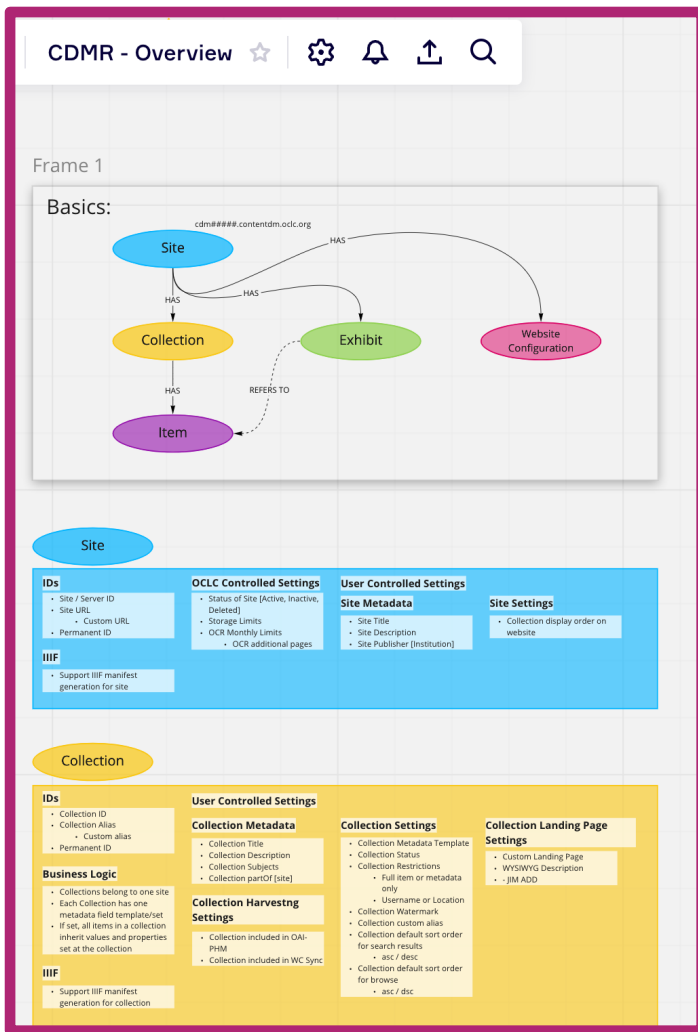 CDMR - Overview
Frame 1
Basics:
cdm#####.contentdm.oclc.org
Site
HAS
HAS
HAS
Collection
Exhibit
Website
Configuration
HAS
REFERS TO
Item
Site
IDs
Site / Server ID
Site URL
Custom URL
Permanent ID
IIIF
Support IIIF manifest
generation for site
OCLC Controlled Settings
Status of Site [Active, Inactive,
Deleted]
Storage Limits
OCR Monthly Limits
OCR additional pages
User Controlled Settings
Site Metadata
Site Title
Site Description
Site Publisher [Institution]
Site Settings
Collection display order on
website
Collection
IDs
Collection ID
Collection Alias
Custom alias
Permanent ID
Business Logic
Collections belong to one site
Each Collection has one
metadata field template/set
If set, all items in a collection
inherit values and properties
set at the collection
IIIF
Support IIIF manifest
generation for collection
User Controlled Settings
Collection Metadata
Collection Title
Collection Description
Collection Subjects
Collection partOf [site]
Collection Harvestng
Settings
Collection included in OAI-
PHM
Collection included in WC Sync
Collection Settings
Collection Metadata Template
Collection Status
Collection Restrictions
Full item or metadata
only
Username or Location
Collection Watermark
Collection custom alias
Collection default sort order
for search results
asc / desc
Collection default sort order
for browse
asc / dsc
Collection Landing Page
Settings
Custom Landing Page
WYSIWYG Description
- JIM ADD